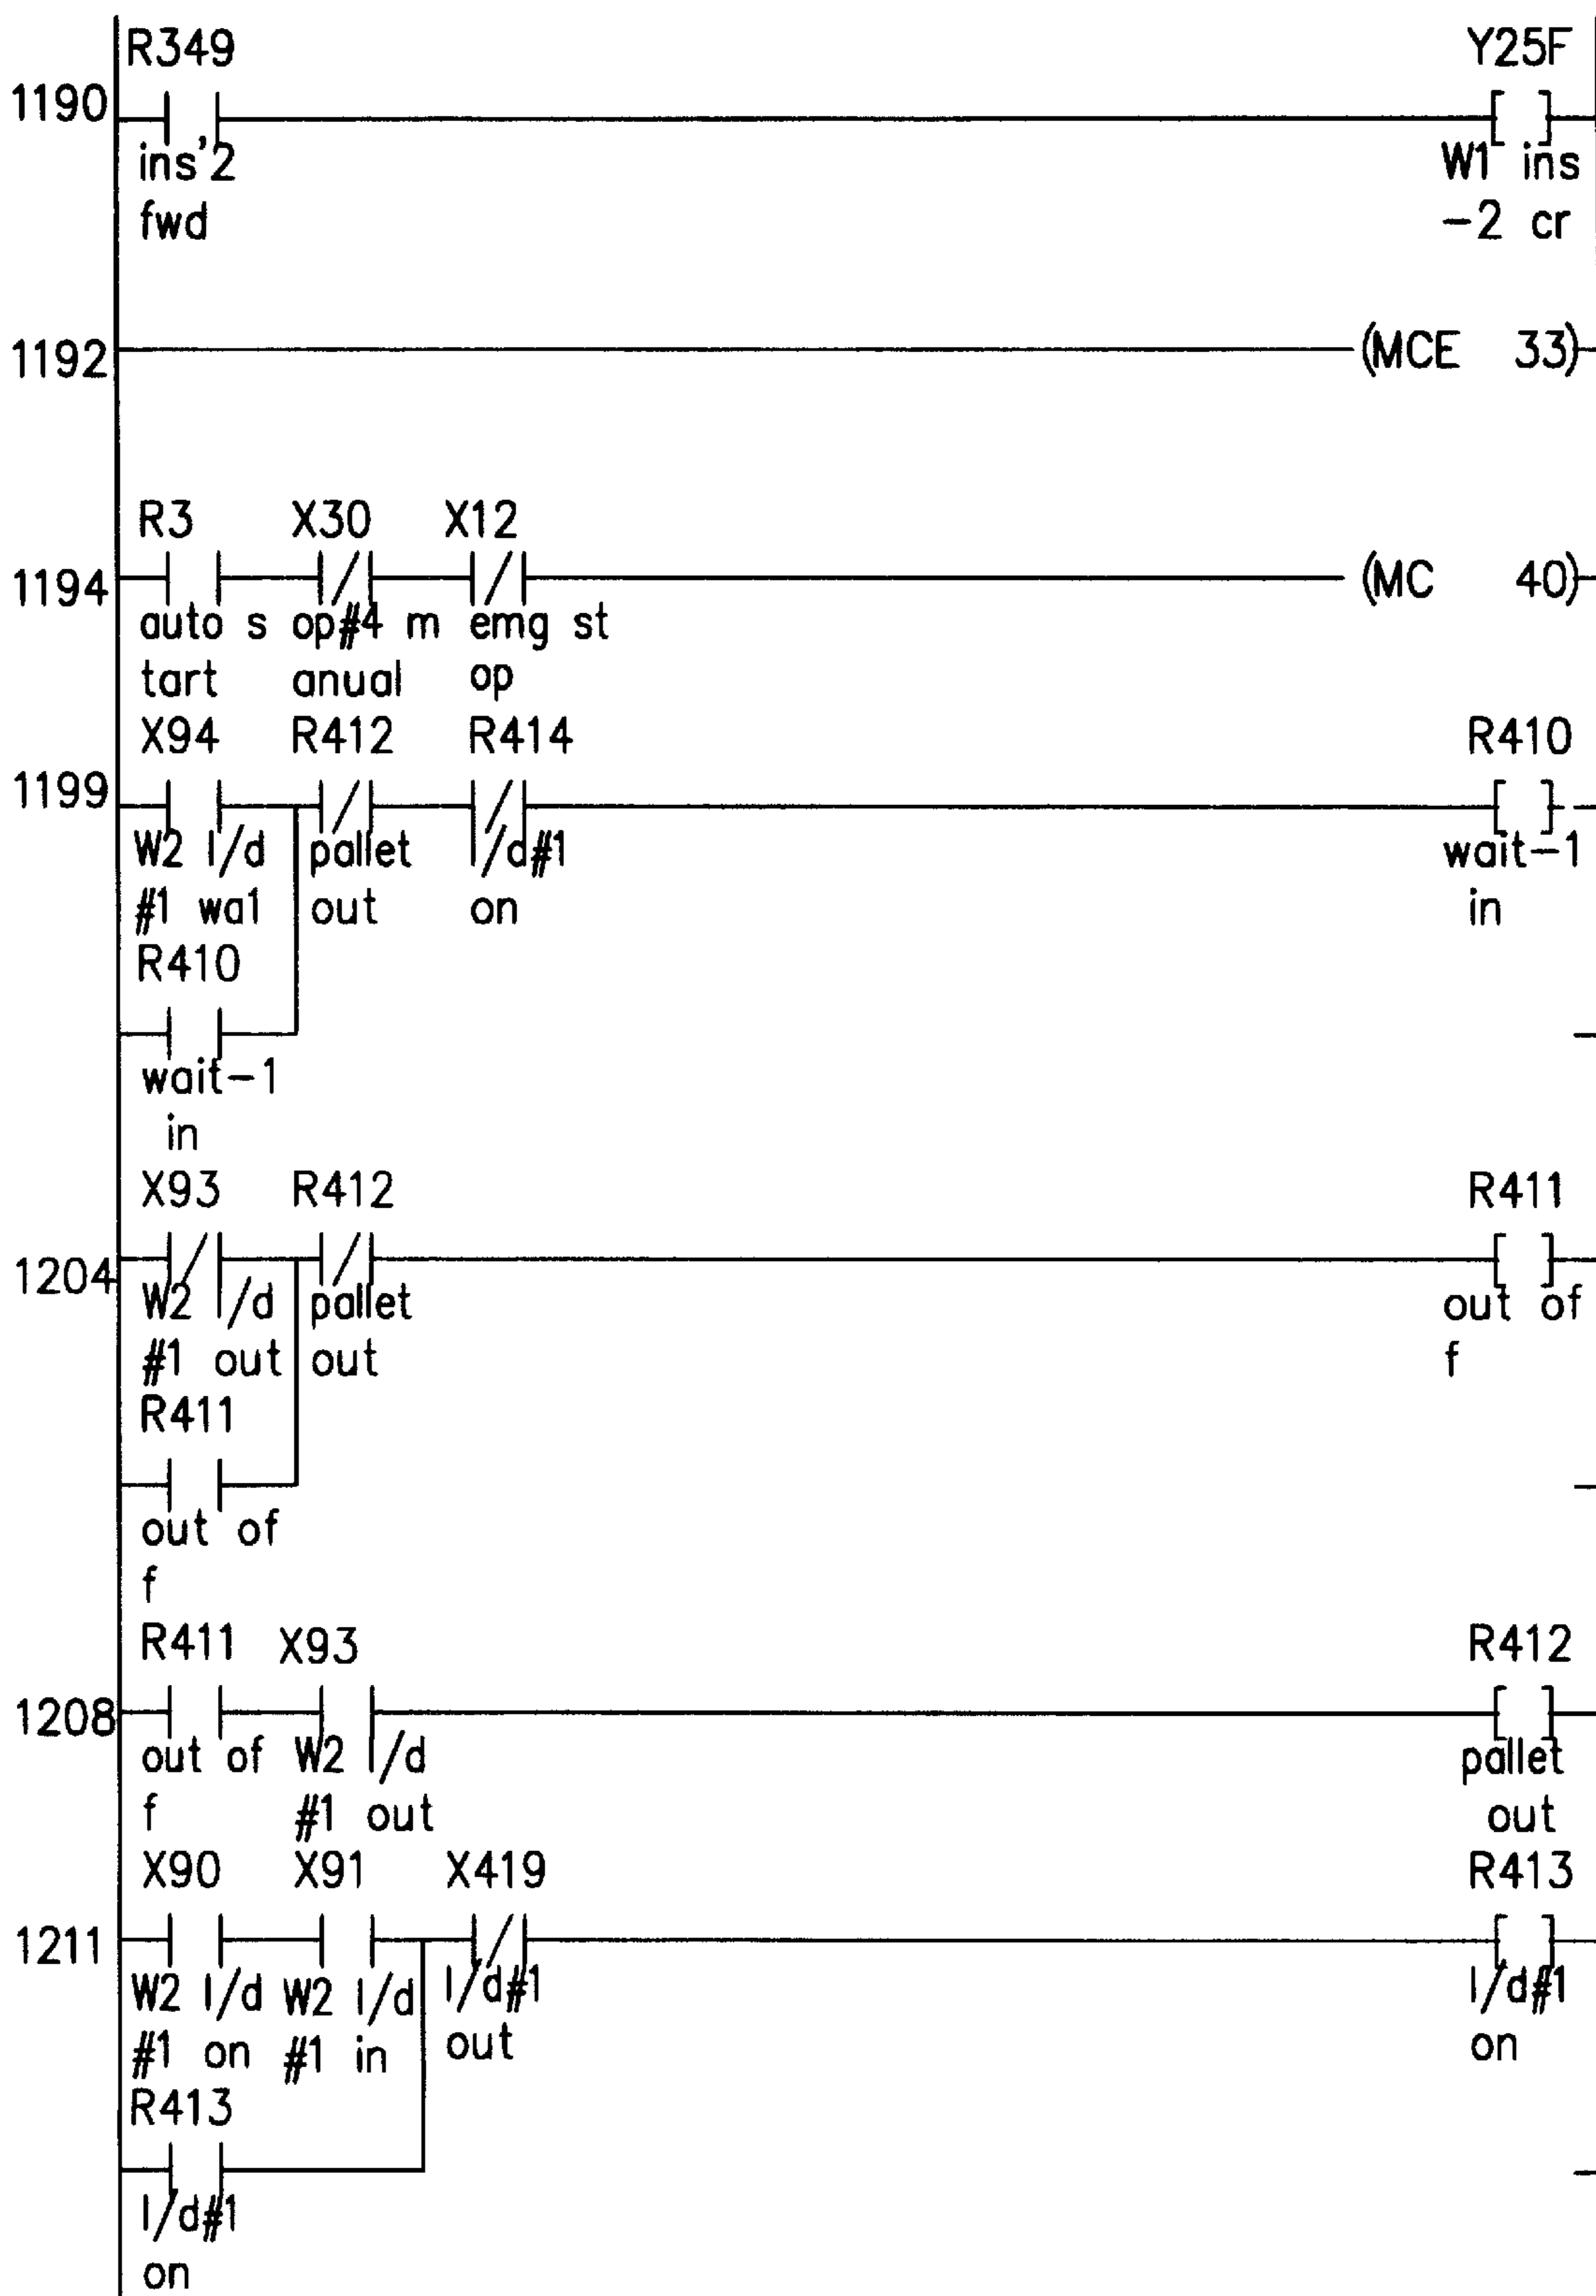 R349 Y25F
1190
ins'2 W1 ins
fwd -2 cr
1192 (MCE 33)
R3 X30 X12
1194 (MC 40)
auto s op#4 m emg st
tart anual op
X94 R412 R414 R410
1199
W2 l/d pallet l/d#1 wait-1
#1 wa1 out on in
R410
wait-1
in
X93 R412 R411
1204
W2 l/d pallet out of
#1 out out f
R411
out of
f
R411 X93 R412
1208
out of W2 l/d pallet
f #1 out out
X90 X91 X419 R413
1211
W2 l/d W2 l/d l/d#1 l/d#1
#1 on #1 in out on
R413
l/d#1
on